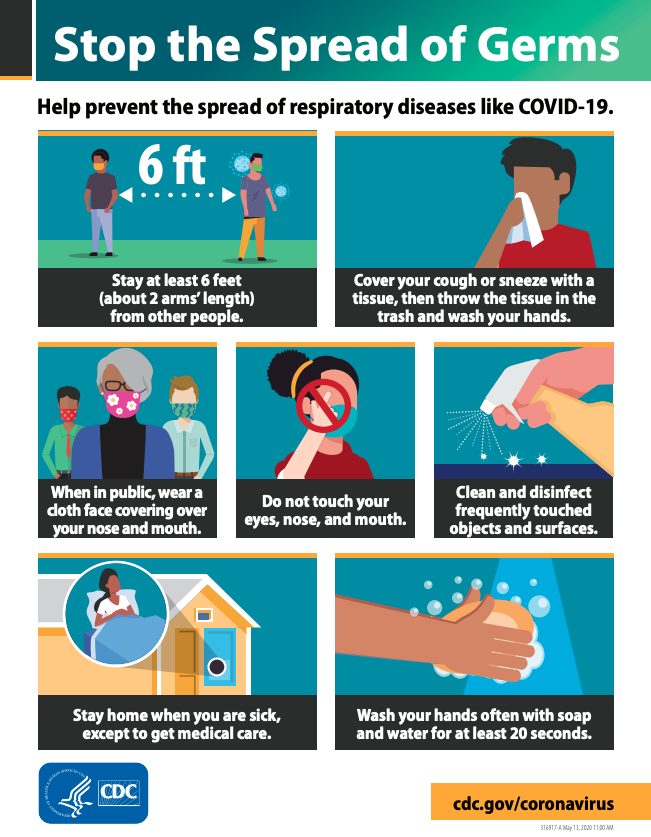 Stop the Spread of Germs
Help prevent the spread of respiratory diseases like COVID-19.
6 ft
Stay at least 6 feet
(about 2 arms’ length)
from other people.
Cover your cough or sneeze with a
tissue, then throw the tissue in the
trash and wash your hands.
When in public, wear a
cloth face covering over
your nose and mouth.
Do not touch your
eyes, nose, and mouth.
Clean and disinfect
frequently touched
objects and surfaces.
Stay home when you are sick,
except to get medical care.
Wash your hands often with soap
and water for at least 20 seconds.
CDC
cdc.gov/coronavirus
316917-A May 13, 2020 11:00 AM